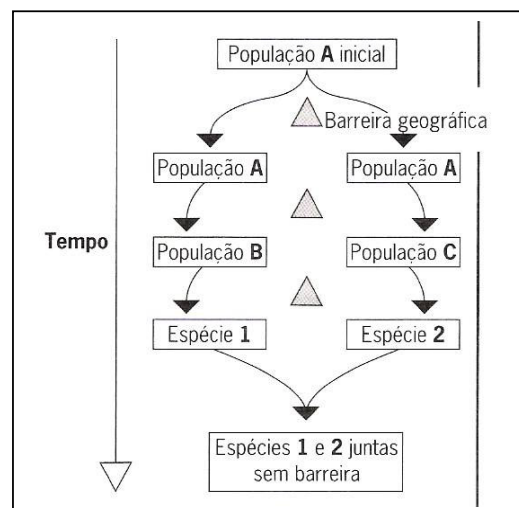 População A inicial
Barreira geográfica
População A
População A
Tempo
População B
População C
Espécie 1
Espécie 2
Espécies 1 e 2 juntas
sem barreira